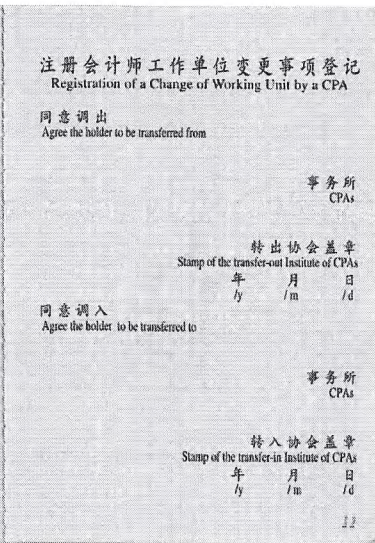 注册会计师工作单位变更事项登记
Registration of a Change of Working Unit by a CPA
同意调出
Agree the holder to be transferred from
事务所
CPAs
转出协会盖章
Stamp of the transfer-out Institute of CPAs
年 月 日
/y /m /d
同意调入
Agree the holder to be transferred to
事务所
CPAs
转入协会盖章
Stamp of the transfer-in Institute of CPAs
年 月 日
/y /m /d